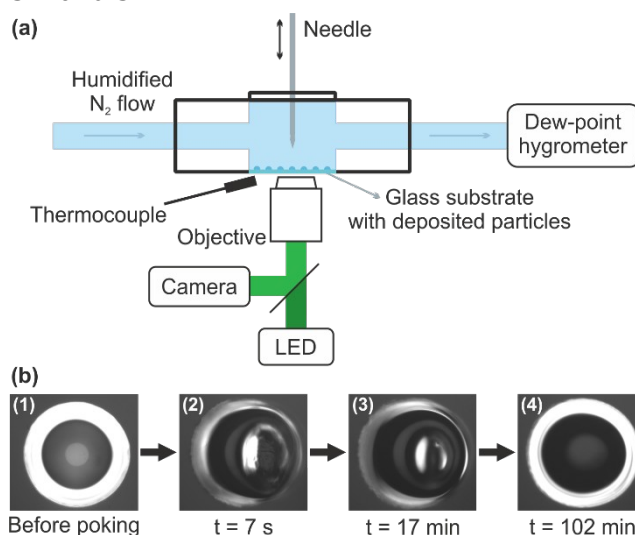 (a)
Needle
Humidified
N₂ flow
Dew-point
hygrometer
Thermocouple
Glass substrate
with deposited particles
Objective
Camera
LED
(b)
(1) (2) (3) (4)
Before poking t = 7 s t = 17 min t = 102 min